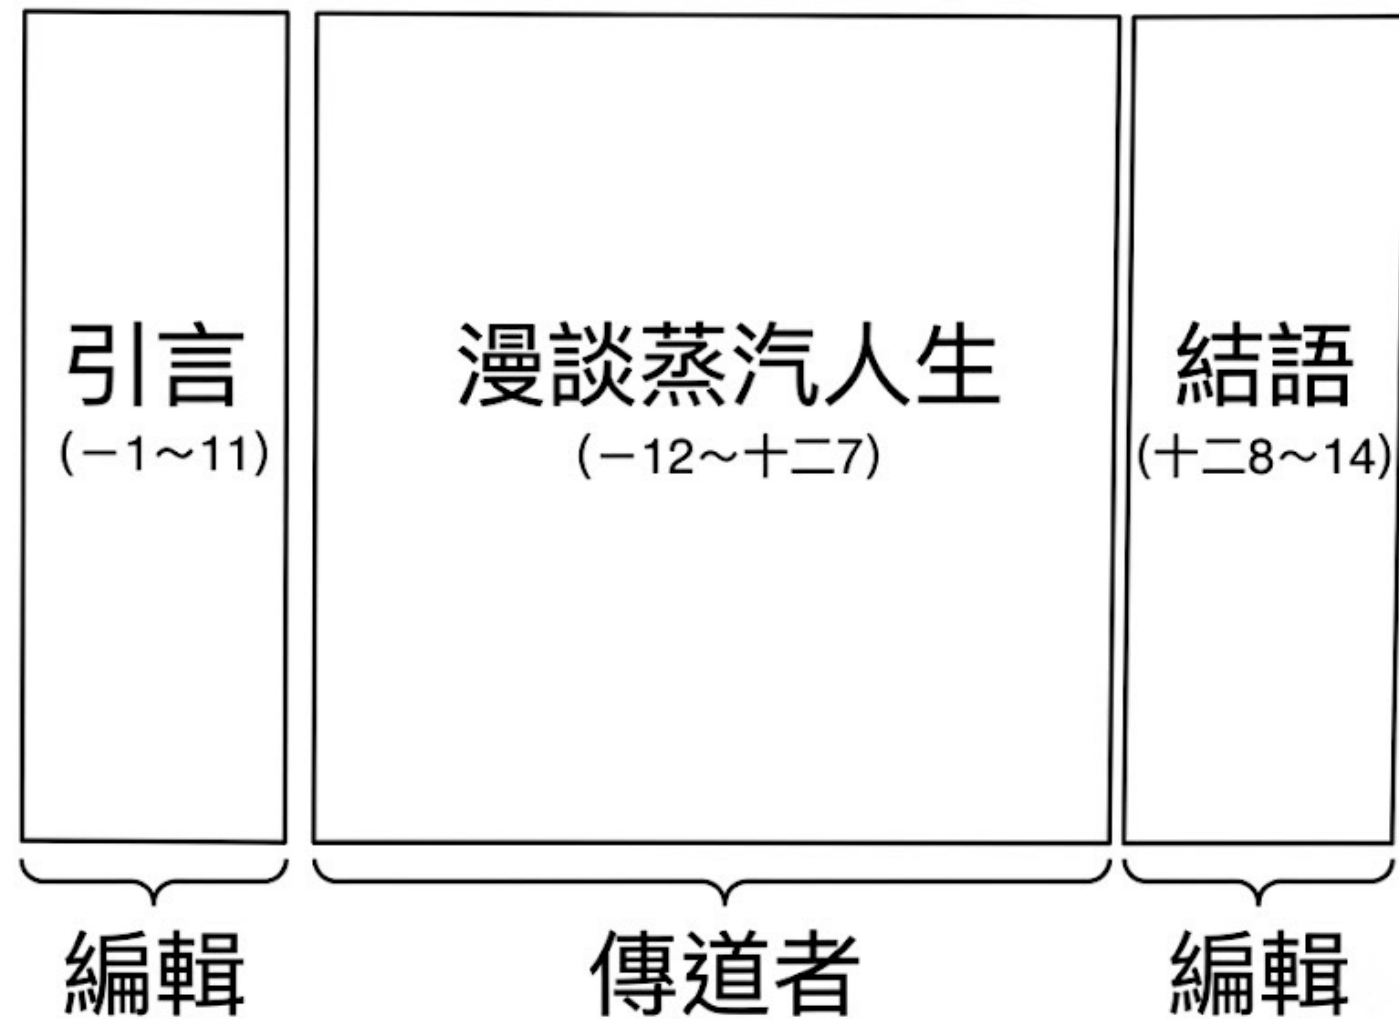 引言
(一1～11)
漫談蒸汽人生
(一12～十二7)
結語
(十二8～14)
編輯
傳道者
編輯